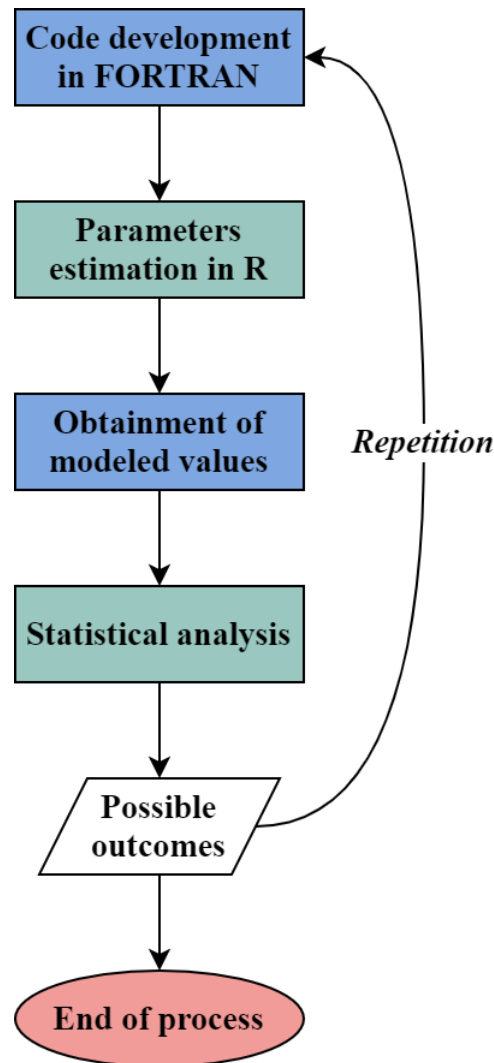 Code development
in FORTRAN
Parameters
estimation in R
Obtainment of
modeled values
Repetition
Statistical analysis
Possible
outcomes
End of process